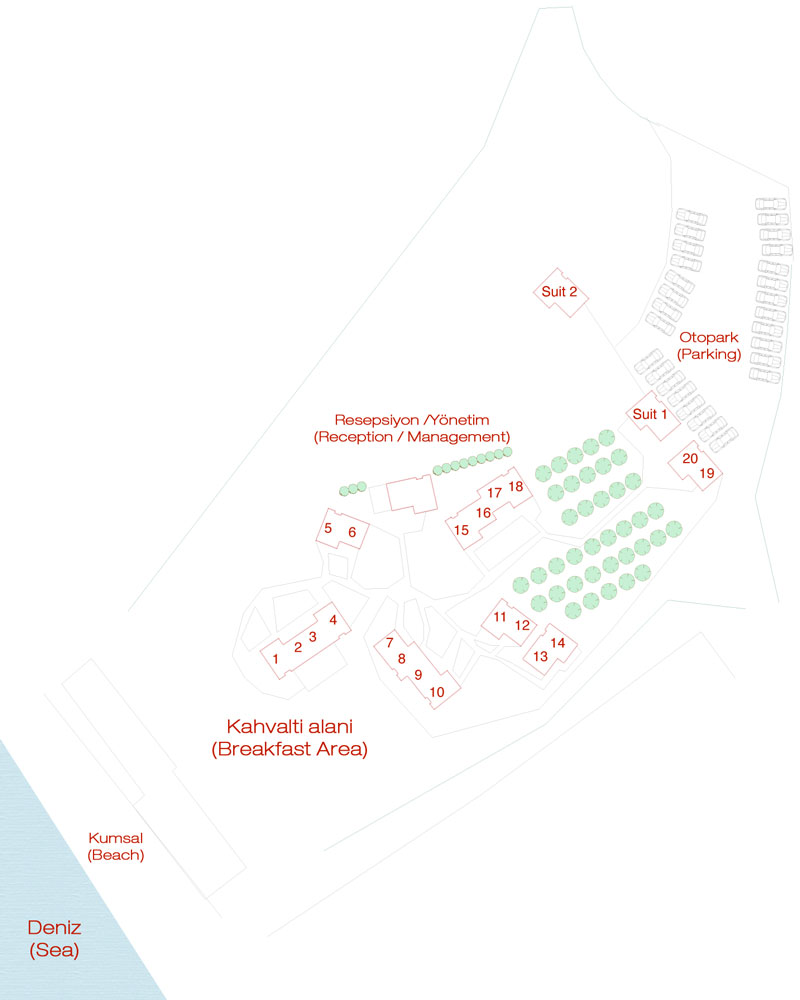 Suit 2
Otopark
(Parking)
Suit 1
Resepsiyon /Yönetim
(Reception / Management)
20
19
17
18
16
15
5
6
4
3
2
1
11
12
14
13
7
8
9
10
Kahvalti alani
(Breakfast Area)
Kumsal
(Beach)
Deniz
(Sea)